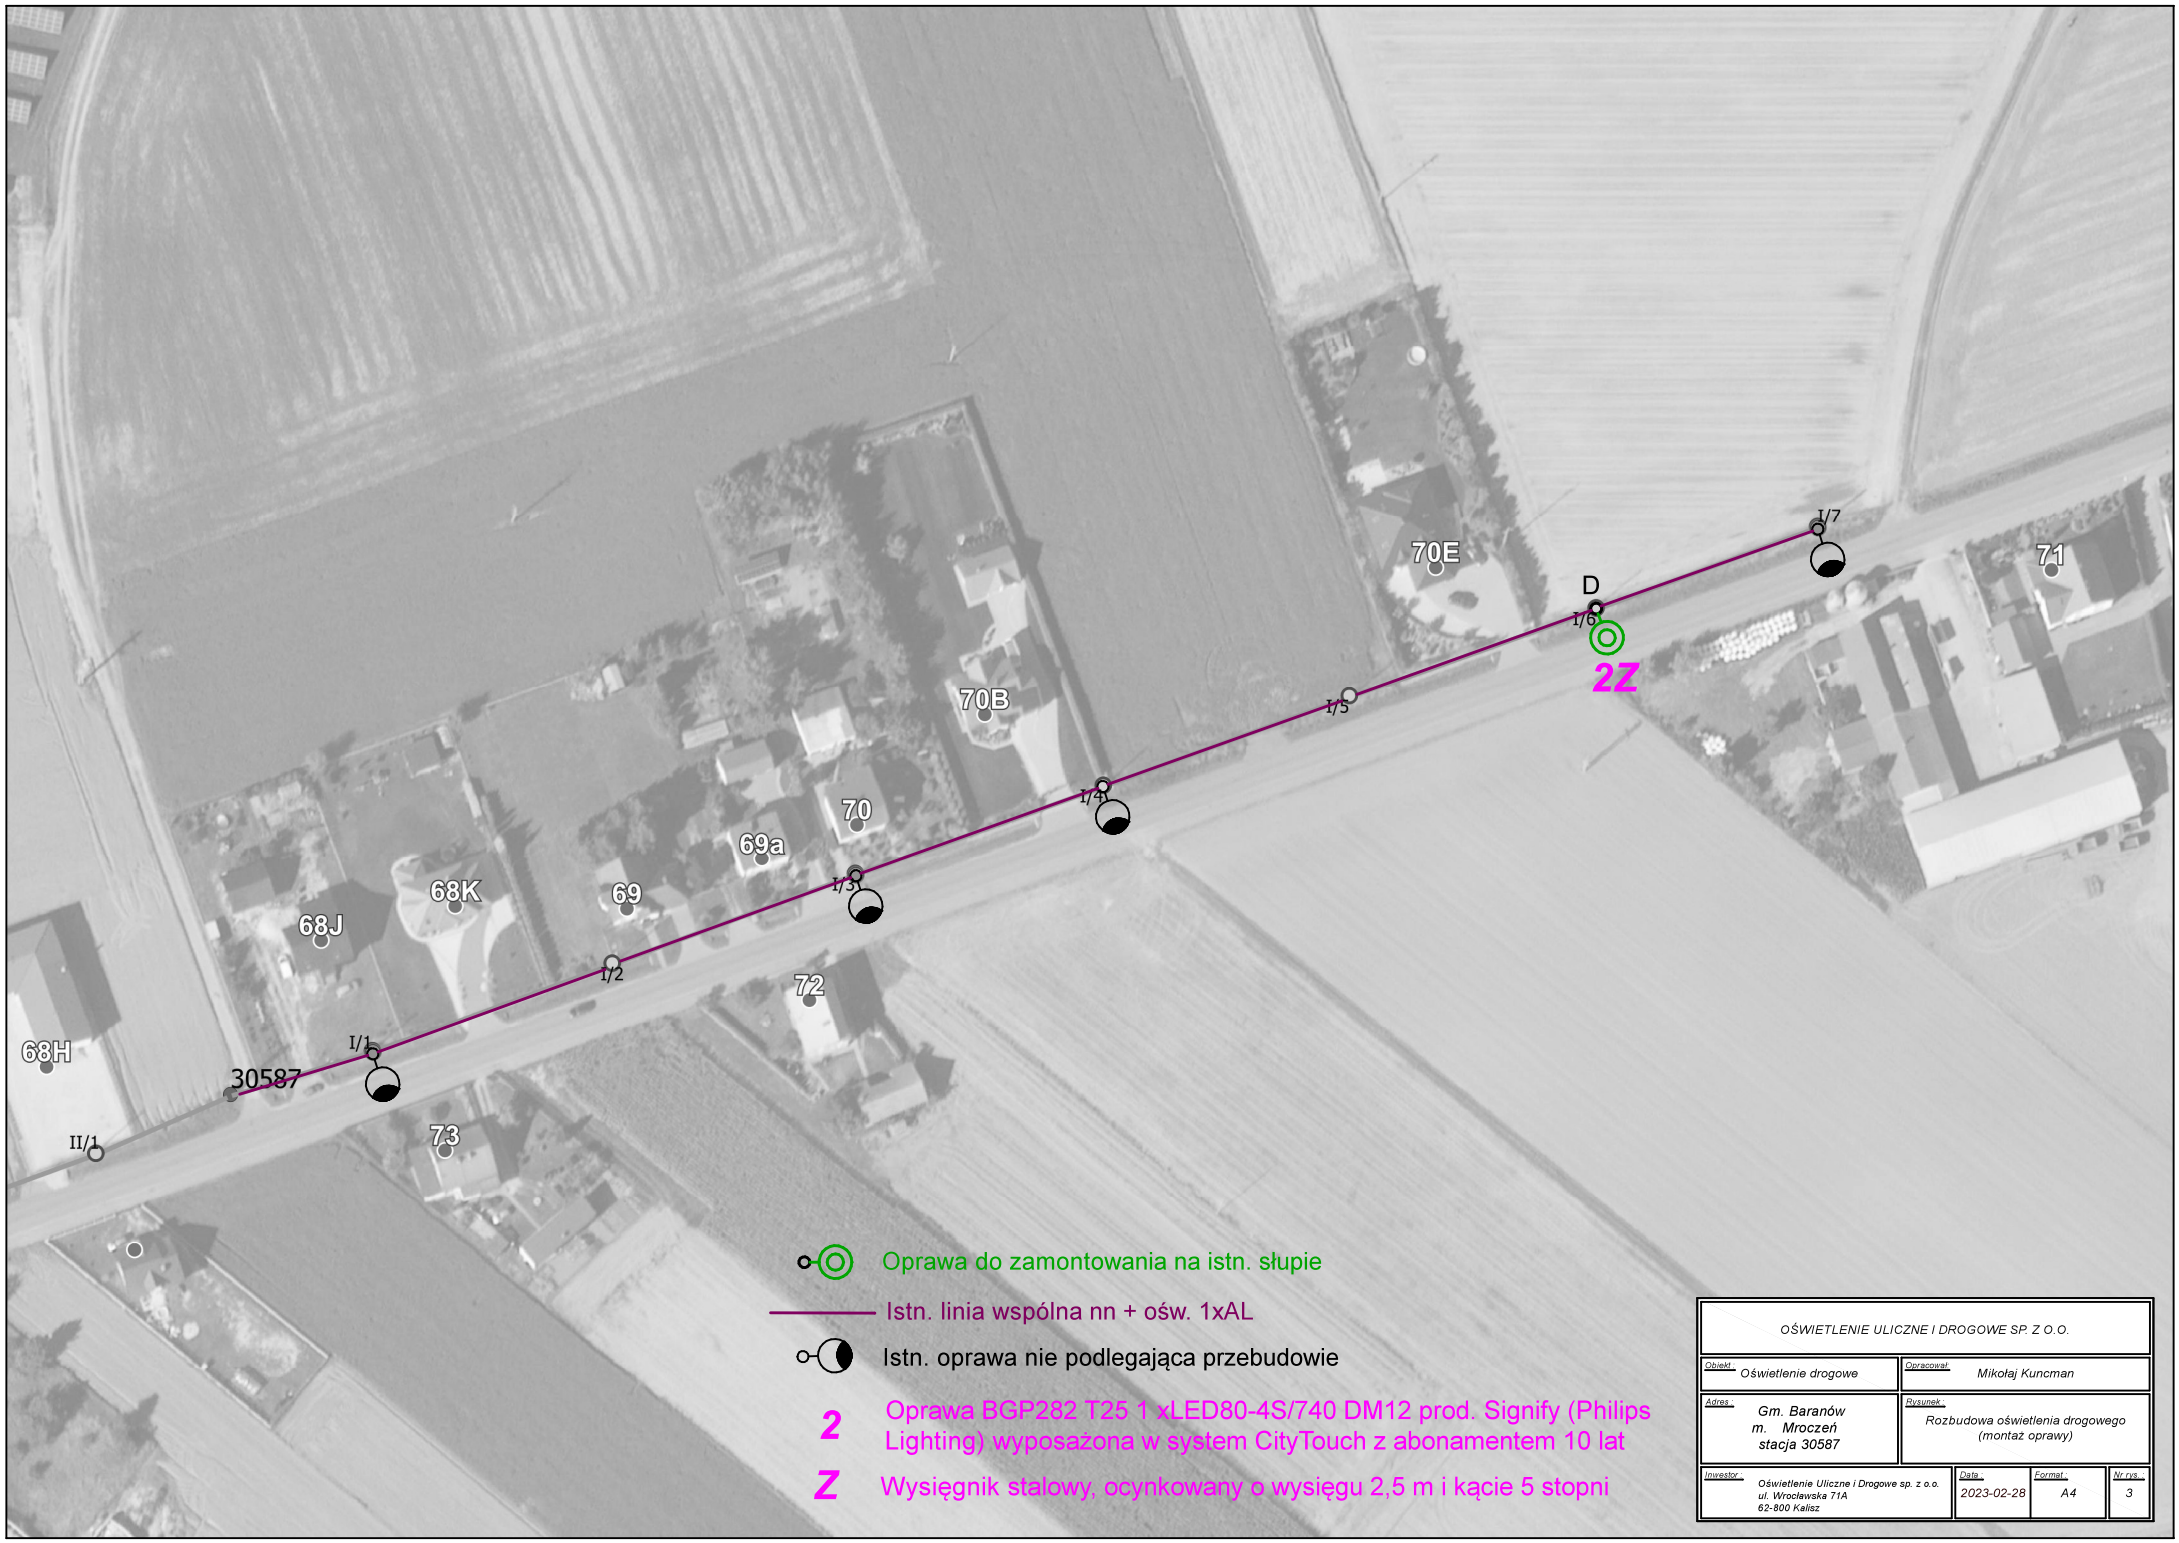 I/7
70E
71
D
I/6
2Z
70B
I/5
I/4
70
69a
I/3
69
68K
68J
I/2
72
68H
I/1
30587
73
II/1
Oprawa do zamontowania na istn. słupie
Istn. linia wspólna nn + ośw. 1xAL
Istn. oprawa nie podlegająca przebudowie
2
Oprawa BGP282 T25 1 xLED80-4S/740 DM12 prod. Signify (Philips
Lighting) wyposażona w system CityTouch z abonamentem 10 lat
Z
Wysięgnik stalowy, ocynkowany o wysięgu 2,5 m i kącie 5 stopni
OŚWIETLENIE ULICZNE I DROGOWE SP. Z O.O.
Obiekt :
Oświetlenie drogowe
Opracował:
Mikołaj Kuncman
Adres :
Gm. Baranów
m. Mroczeń
stacja 30587
Rysunek :
Rozbudowa oświetlenia drogowego
(montaż oprawy)
Inwestor :
Oświetlenie Uliczne i Drogowe sp. z o.o.
ul. Wrocławska 71A
62-800 Kalisz
Data :
2023-02-28
Format :
A4
Nr rys. :
3